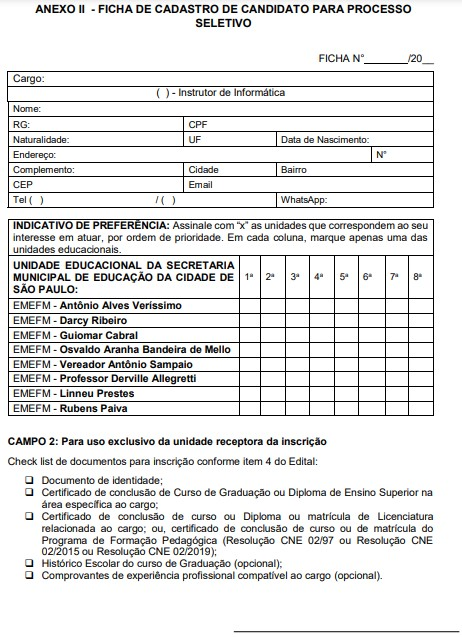 ANEXO II - FICHA DE CADASTRO DE CANDIDATO PARA PROCESSO
SELETIVO
FICHA N°________/20__
Cargo:
( ) - Instrutor de Informática
Nome:
RG: CPF
Naturalidade: UF Data de Nascimento:
Endereço: N°
Complemento: Cidade Bairro
CEP Email
Tel ( ) / ( ) WhatsApp:
INDICATIVO DE PREFERÊNCIA: Assinale com “x” as unidades que correspondem ao seu
interesse em atuar, por ordem de prioridade. Em cada coluna, marque apenas uma das
unidades educacionais.
UNIDADE EDUCACIONAL DA SECRETARIA
MUNICIPAL DE EDUCAÇÃO DA CIDADE DE
SÃO PAULO:
1ª 2ª 3ª 4ª 5ª 6ª 7ª 8ª
EMEFM - Antônio Alves Verissimo
EMEFM - Darcy Ribeiro
EMEFM - Guiomar Cabral
EMEFM - Osvaldo Aranha Bandeira de Mello
EMEFM - Vereador Antônio Sampaio
EMEFM - Professor Derville Allegretti
EMEFM - Linneu Prestes
EMEFM - Rubens Paiva
CAMPO 2: Para uso exclusivo da unidade receptora da inscrição
Check list de documentos para inscrição conforme item 4 do Edital:
❑ Documento de identidade;
❑ Certificado de conclusão de Curso de Graduação ou Diploma de Ensino Superior na
área específica ao cargo;
❑ Certificado de conclusão de curso ou Diploma ou matrícula de Licenciatura
relacionada ao cargo; ou, certificado de conclusão de curso ou de matrícula do
Programa de Formação Pedagógica (Resolução CNE 02/97 ou Resolução CNE
02/2015 ou Resolução CNE 02/2019);
❑ Histórico Escolar do curso de Graduação (opcional);
❑ Comprovantes de experiência profissional compatível ao cargo (opcional).